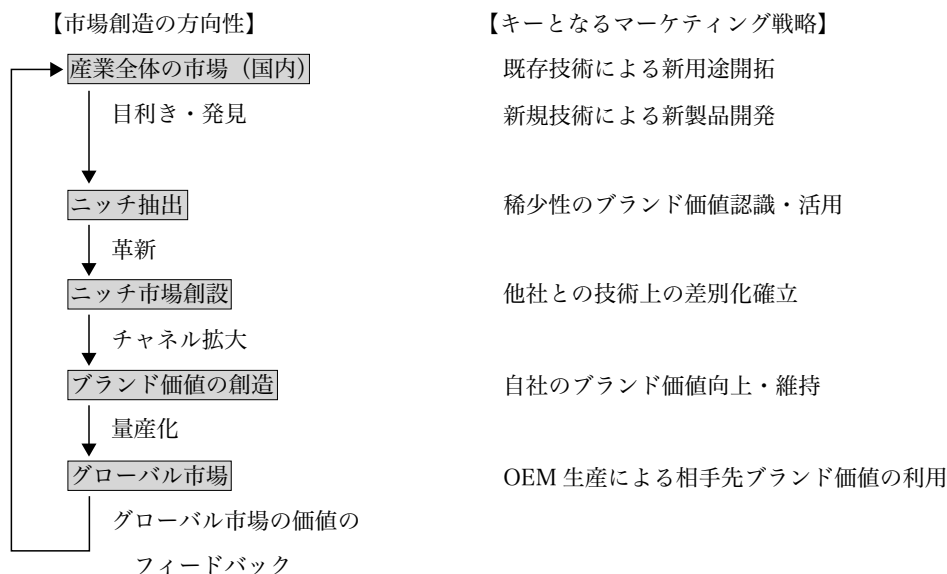 【市場創造の方向性】 【キーとなるマーケティング戦略】
産業全体の市場（国内） 既存技術による新用途開拓
目利き・発見 新規技術による新製品開発
ニッチ抽出 稀少性のブランド価値認識・活用
革新
ニッチ市場創設 他社との技術上の差別化確立
チャネル拡大
ブランド価値の創造 自社のブランド価値向上・維持
量産化
グローバル市場 OEM 生産による相手先ブランド価値の利用
グローバル市場の価値の
フィードバック